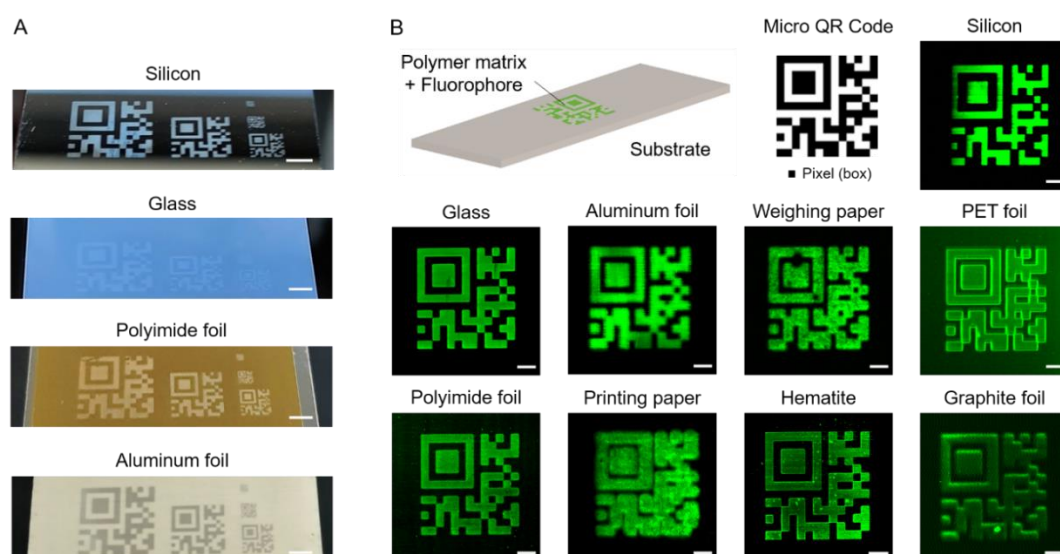 A
Silicon
Glass
Polyimide foil
Aluminum foil
B
Polymer matrix
+ Fluorophore
Substrate
Micro QR Code
■ Pixel (box)
Silicon
Glass
Aluminum foil
Weighing paper
PET foil
Polyimide foil
Printing paper
Hematite
Graphite foil